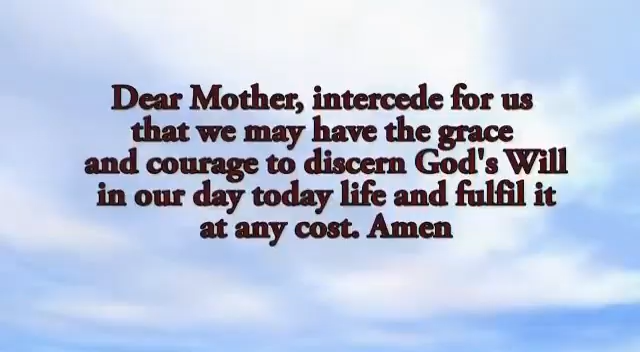 Dear Mother, intercede for us
that we may have the grace
and courage to discern God's Will
in our day today life and fulfil it
at any cost. Amen